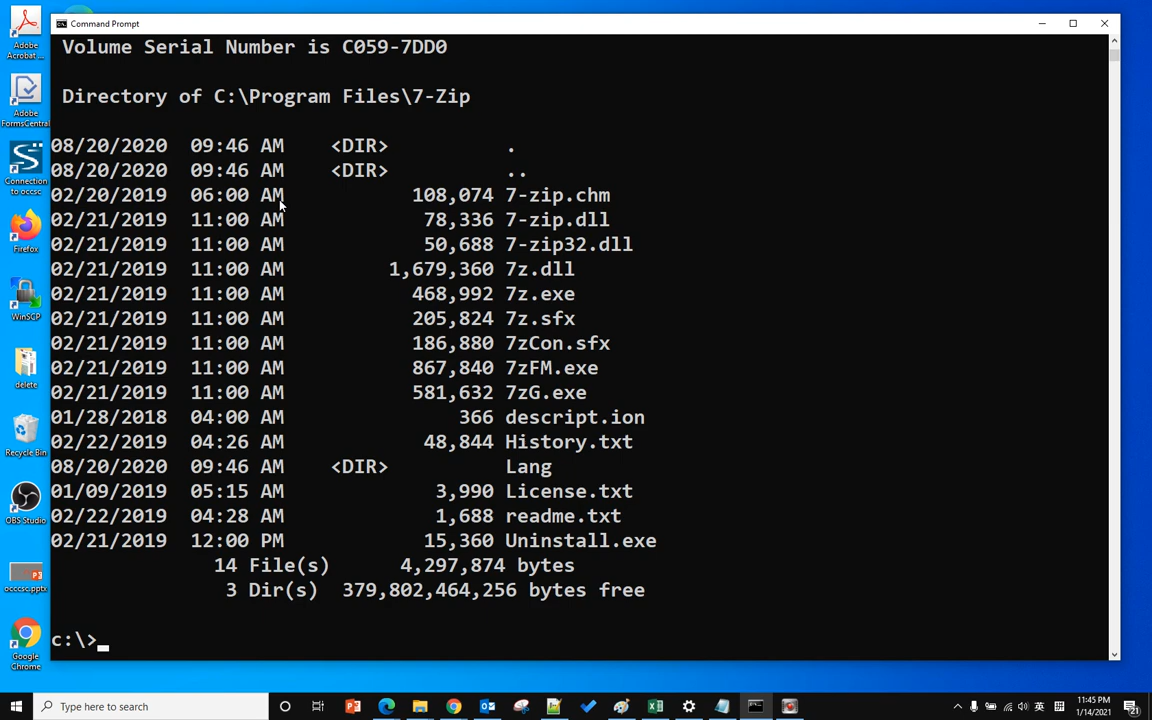 Command Prompt
Volume Serial Number is C059-7DD0
Directory of C:\Program Files\7-Zip
08/20/2020 09:46 AM <DIR> .
08/20/2020 09:46 AM <DIR> ..
02/20/2019 06:00 AM 108,074 7-zip.chm
02/21/2019 11:00 AM 78,336 7-zip.dll
02/21/2019 11:00 AM 50,688 7-zip32.dll
02/21/2019 11:00 AM 1,679,360 7z.dll
02/21/2019 11:00 AM 468,992 7z.exe
02/21/2019 11:00 AM 205,824 7z.sfx
02/21/2019 11:00 AM 186,880 7zCon.sfx
02/21/2019 11:00 AM 867,840 7zFM.exe
02/21/2019 11:00 AM 581,632 7zG.exe
01/28/2018 04:00 AM 366 descript.ion
02/22/2019 04:26 AM 48,844 History.txt
08/20/2020 09:46 AM <DIR> Lang
01/09/2019 05:15 AM 3,990 License.txt
02/22/2019 04:28 AM 1,688 readme.txt
02/21/2019 12:00 PM 15,360 Uninstall.exe
14 File(s) 4,297,874 bytes
3 Dir(s) 379,802,464,256 bytes free
c:\>
Adobe
Acrobat ...
Adobe
FormsCentral
Connection
to occsc
Firefox
WinSCP
delete
Recycle Bin
OBS Studio
occcsc.pptx
Google
Chrome
Type here to search
英
11:45 PM
1/14/2021
21